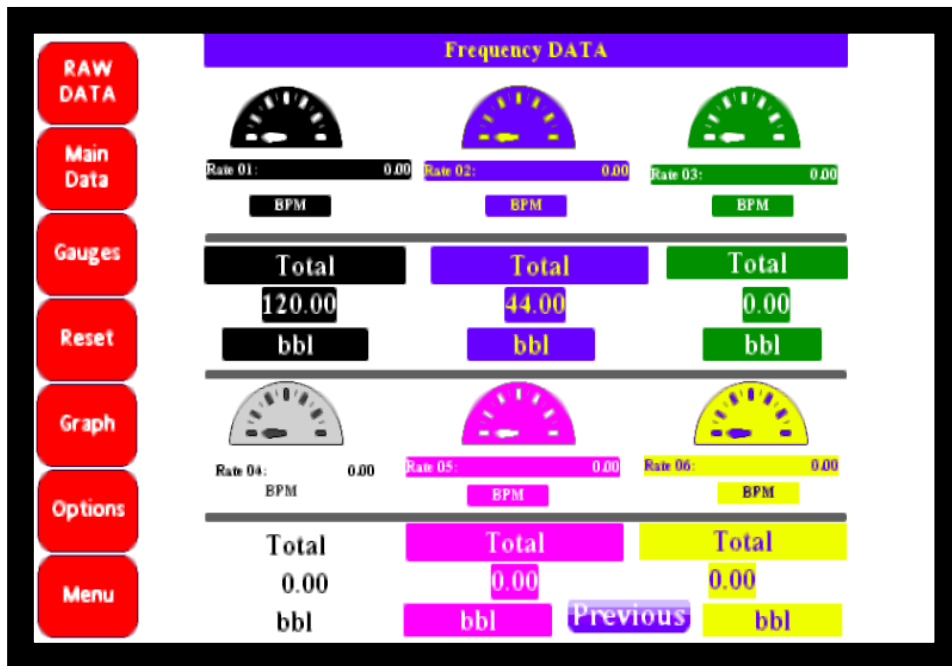 RAW
DATA
Main
Data
Gauges
Reset
Graph
Options
Menu
Frequency DATA
Rate 01: 0.00
Rate 02: 0.00
Rate 03: 0.00
BPM
BPM
BPM
Total
Total
Total
120.00
44.00
0.00
bbl
bbl
bbl
Rate 04: 0.00
Rate 05: 0.00
Rate 06: 0.00
BPM
BPM
BPM
Total
Total
Total
0.00
0.00
0.00
bbl
bbl
Previous
bbl